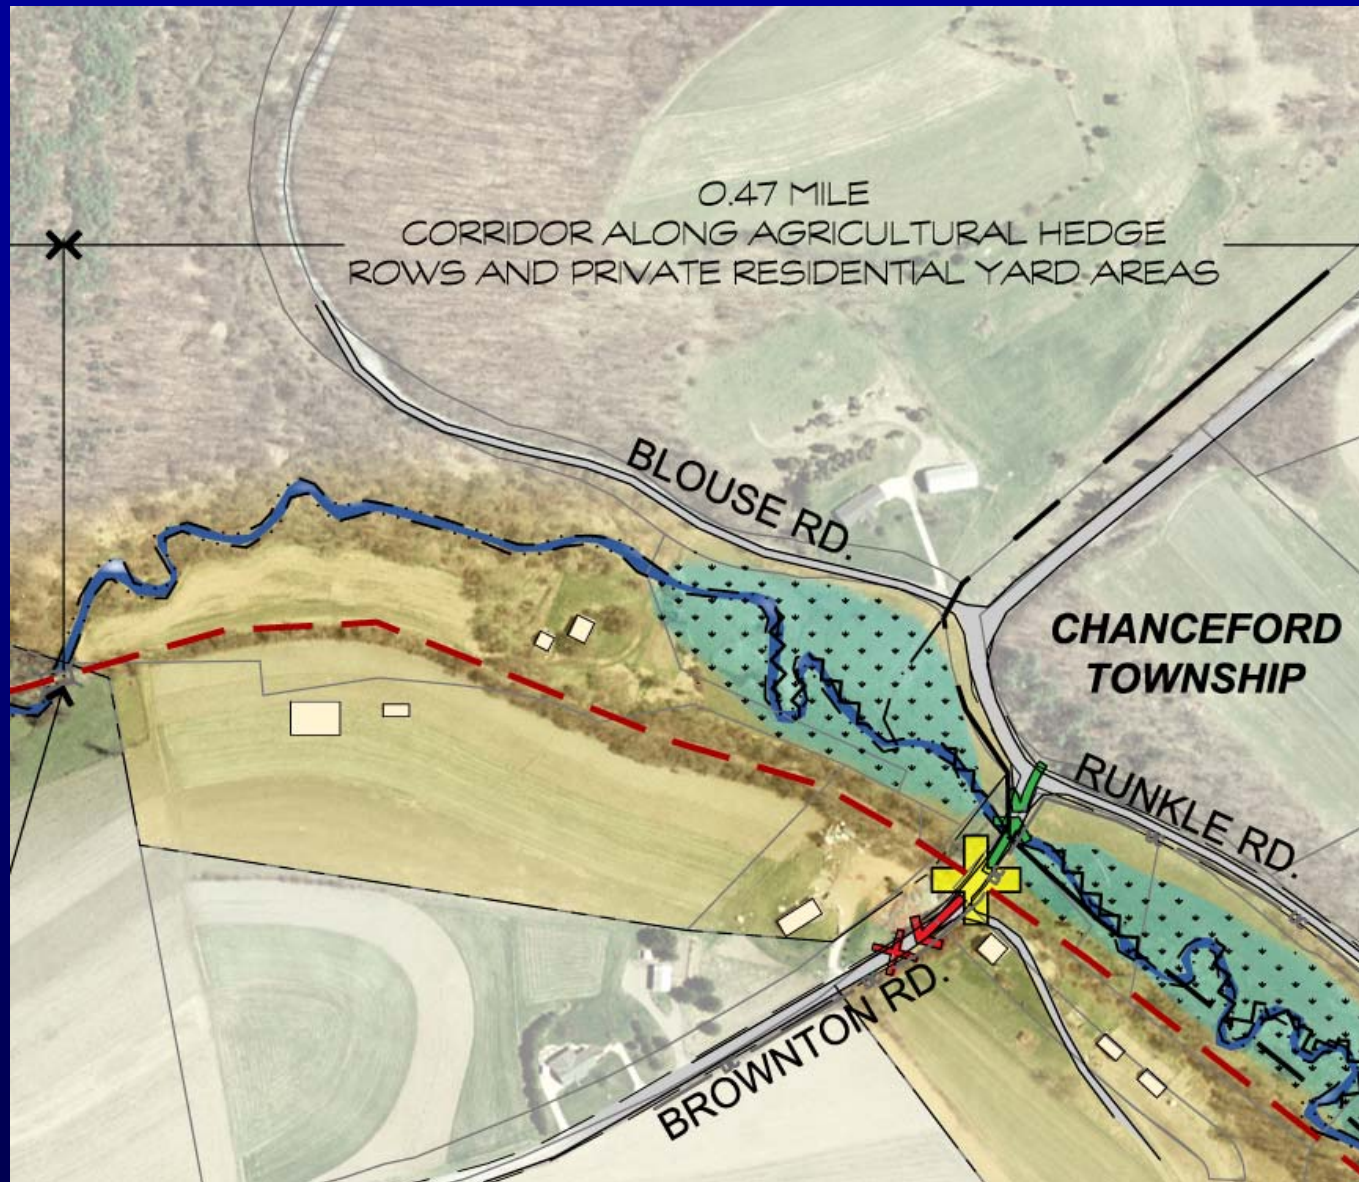 0.47 MILE
CORRIDOR ALONG AGRICULTURAL HEDGE
ROWS AND PRIVATE RESIDENTIAL YARD AREAS
BLOUSE RD.
CHANCEFORD
TOWNSHIP
RUNKLE RD.
BROWNTON RD.